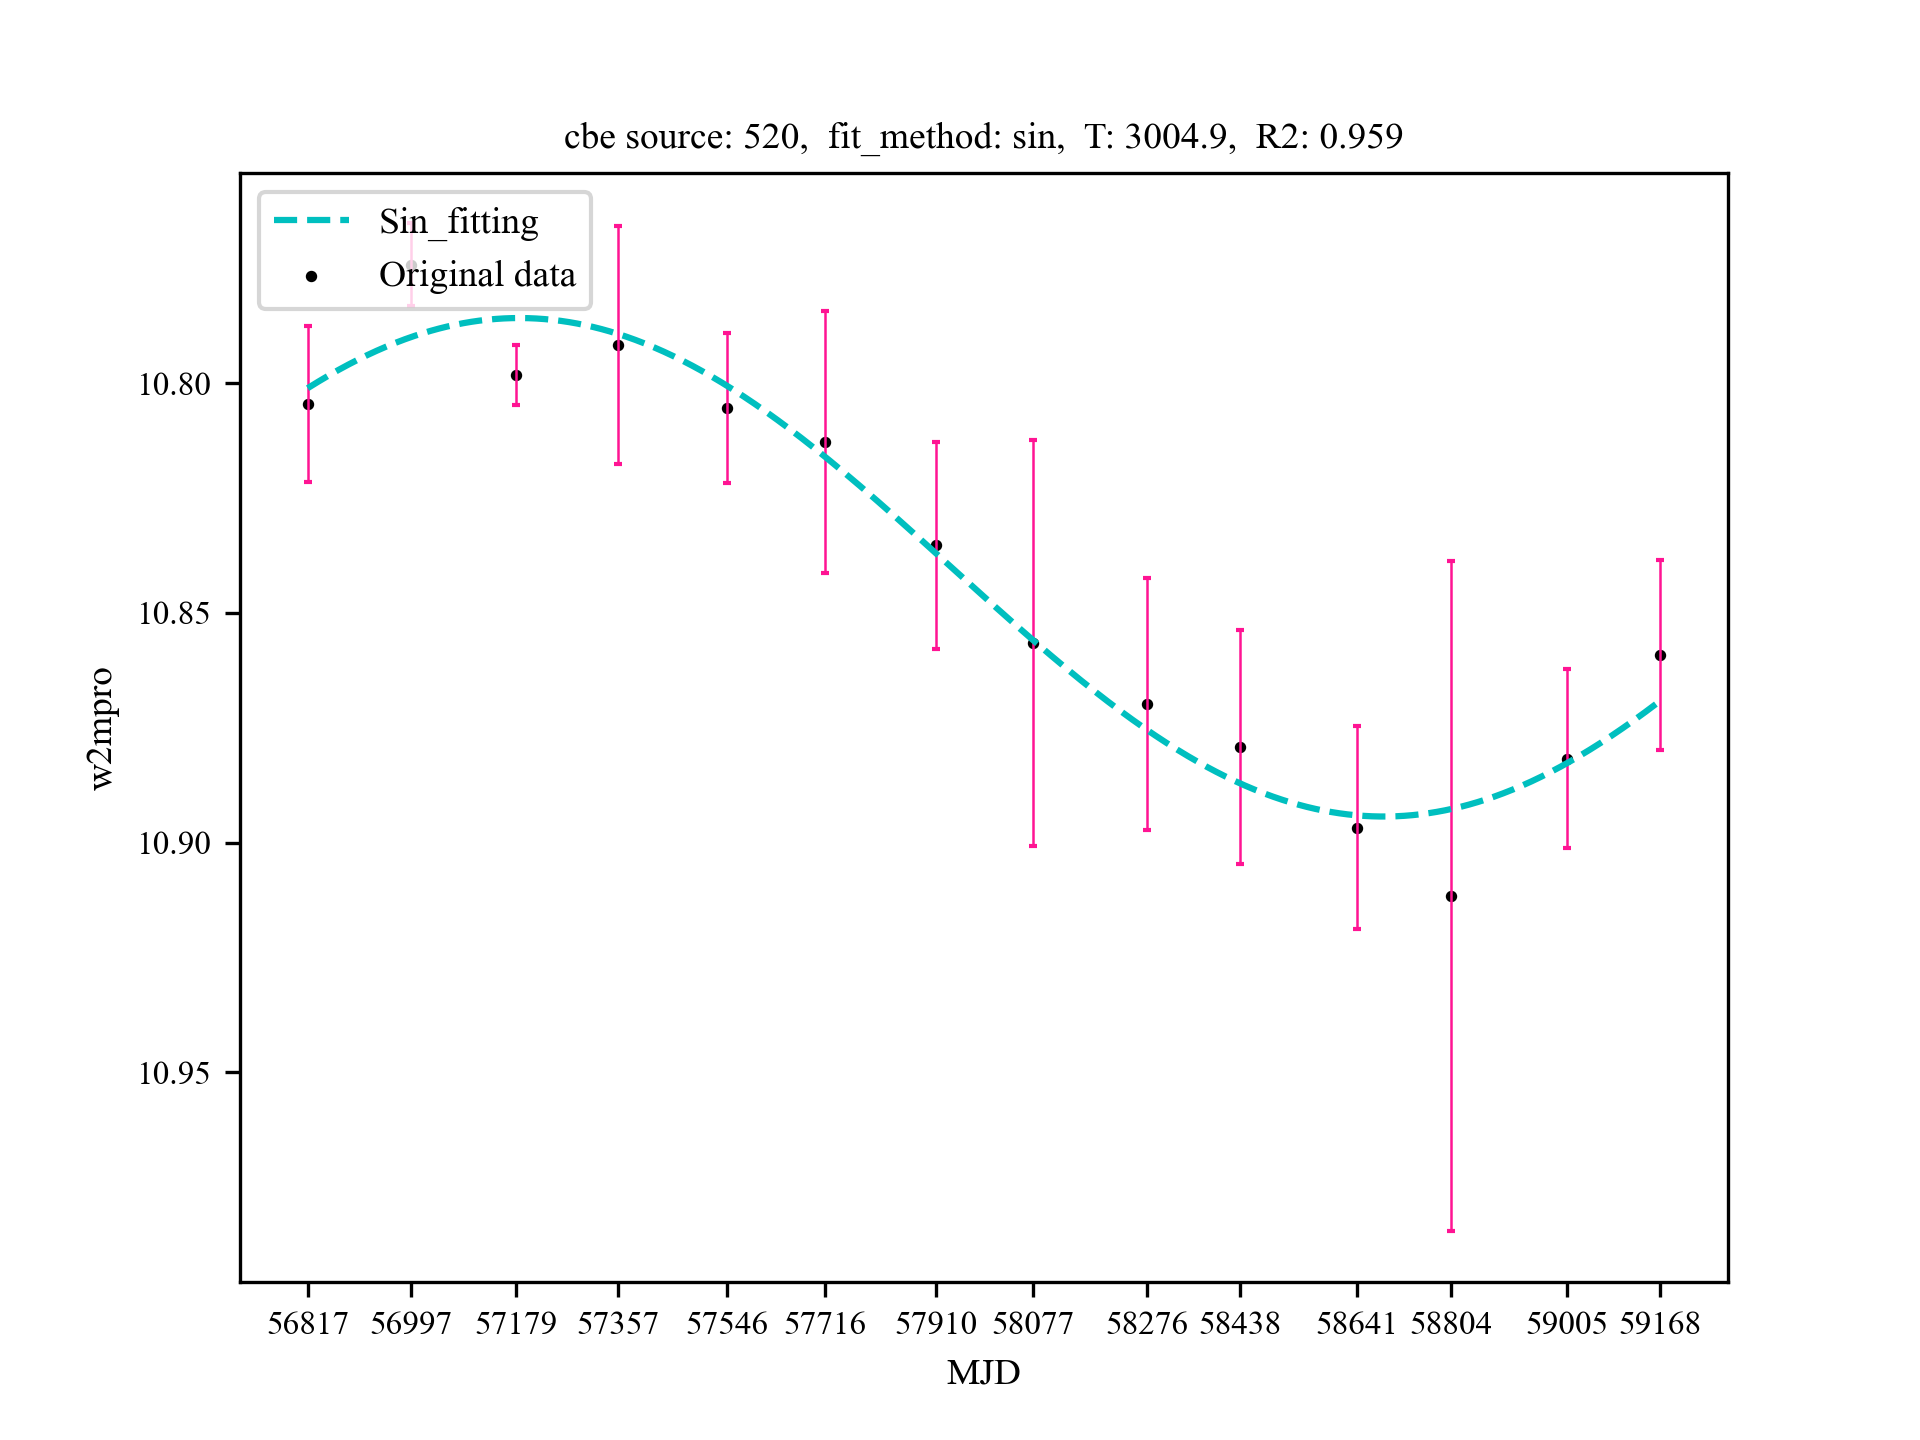 cbe source: 520,  fit_method: sin,  T: 3004.9,  R2: 0.959
Sin_fitting
Original data
10.80
10.85
10.90
10.95
w2mpro
56817 56997 57179 57357 57546 57716 57910 58077 58276 58438 58641 58804 59005 59168
MJD